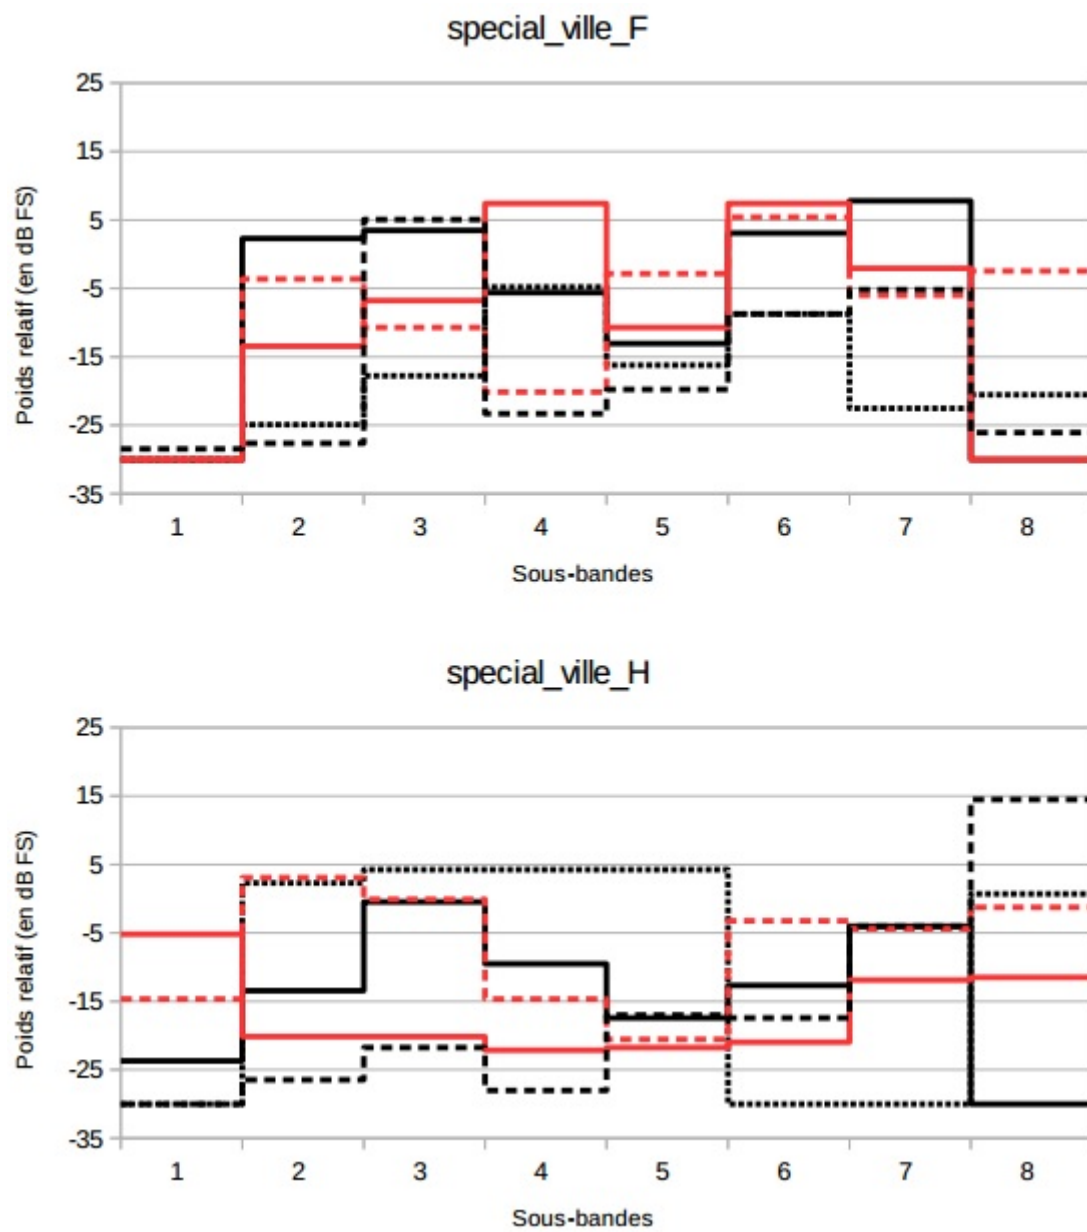 special_ville_F
25
15
5
-5
-15
-25
-35
Poids relatif (en dB FS)
1 2 3 4 5 6 7 8
Sous-bandes
special_ville_H
25
15
5
-5
-15
-25
-35
Poids relatif (en dB FS)
1 2 3 4 5 6 7 8
Sous-bandes